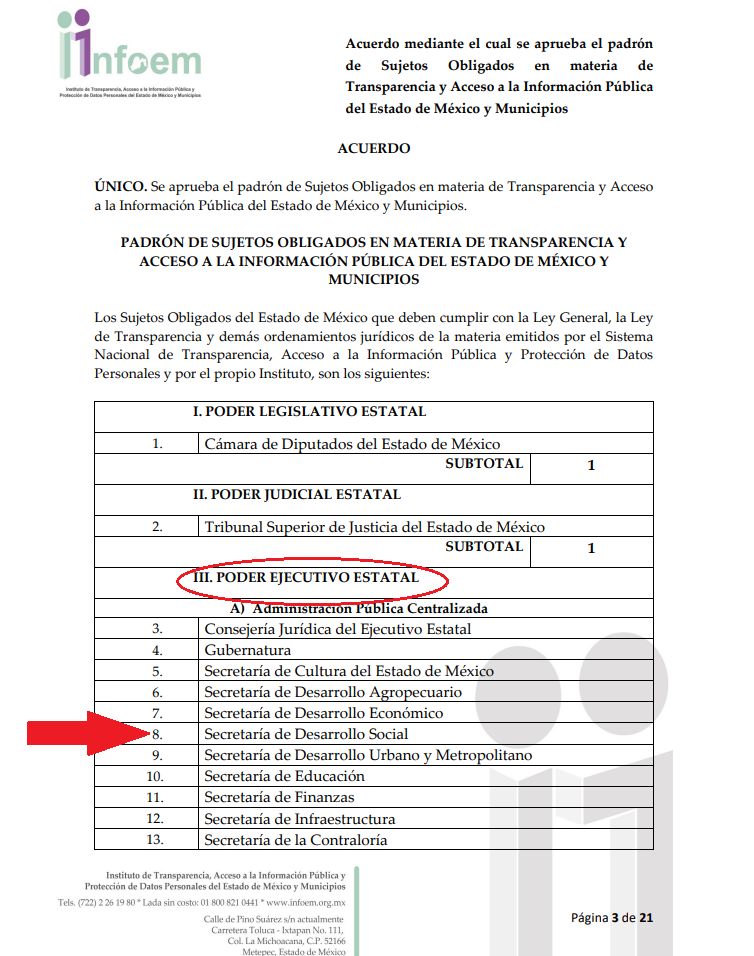 infoem
Instituto de Transparencia, Acceso a la Información Pública y
Protección de Datos Personales del Estado de México y Municipios
Acuerdo mediante el cual se aprueba el padrón
de Sujetos Obligados en materia de
Transparencia y Acceso a la Información Pública
del Estado de México y Municipios
ACUERDO
ÚNICO. Se aprueba el padrón de Sujetos Obligados en materia de Transparencia y Acceso
a la Información Pública del Estado de México y Municipios.
PADRÓN DE SUJETOS OBLIGADOS EN MATERIA DE TRANSPARENCIA Y
ACCESO A LA INFORMACIÓN PÚBLICA DEL ESTADO DE MÉXICO Y
MUNICIPIOS
Los Sujetos Obligados del Estado de México que deben cumplir con la Ley General, la Ley
de Transparencia y demás ordenamientos jurídicos de la materia emitidos por el Sistema
Nacional de Transparencia, Acceso a la Información Pública y Protección de Datos
Personales y por el propio Instituto, son los siguientes:
I. PODER LEGISLATIVO ESTATAL
1. Cámara de Diputados del Estado de México
SUBTOTAL 1
II. PODER JUDICIAL ESTATAL
2. Tribunal Superior de Justicia del Estado de México
SUBTOTAL 1
III. PODER EJECUTIVO ESTATAL
A) Administración Pública Centralizada
3. Consejería Jurídica del Ejecutivo Estatal
4. Gubernatura
5. Secretaría de Cultura del Estado de México
6. Secretaría de Desarrollo Agropecuario
7. Secretaría de Desarrollo Económico
8. Secretaría de Desarrollo Social
9. Secretaría de Desarrollo Urbano y Metropolitano
10. Secretaría de Educación
11. Secretaría de Finanzas
12. Secretaría de Infraestructura
13. Secretaría de la Contraloría
Instituto de Transparencia, Acceso a la Información Pública y
Protección de Datos Personales del Estado de México y Municipios
Tels. (722) 2 26 19 80 * Lada sin costo: 01 800 821 0441 * www.infoem.org.mx
Calle de Pino Suárez s/n actualmente
Carretera Toluca - Ixtapan No. 111,
Col. La Michoacana, C.P. 52166
Metepec, Estado de México
Página 3 de 21